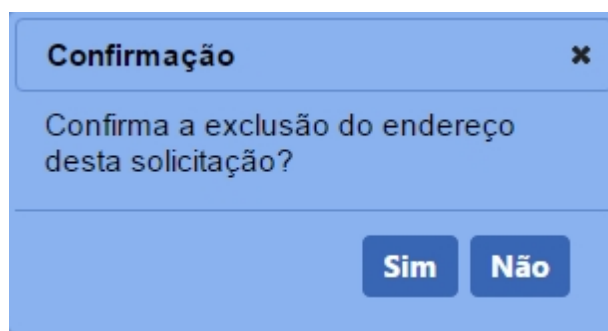 Confirmação
Confirma a exclusão do endereço
desta solicitação?
Sim Não